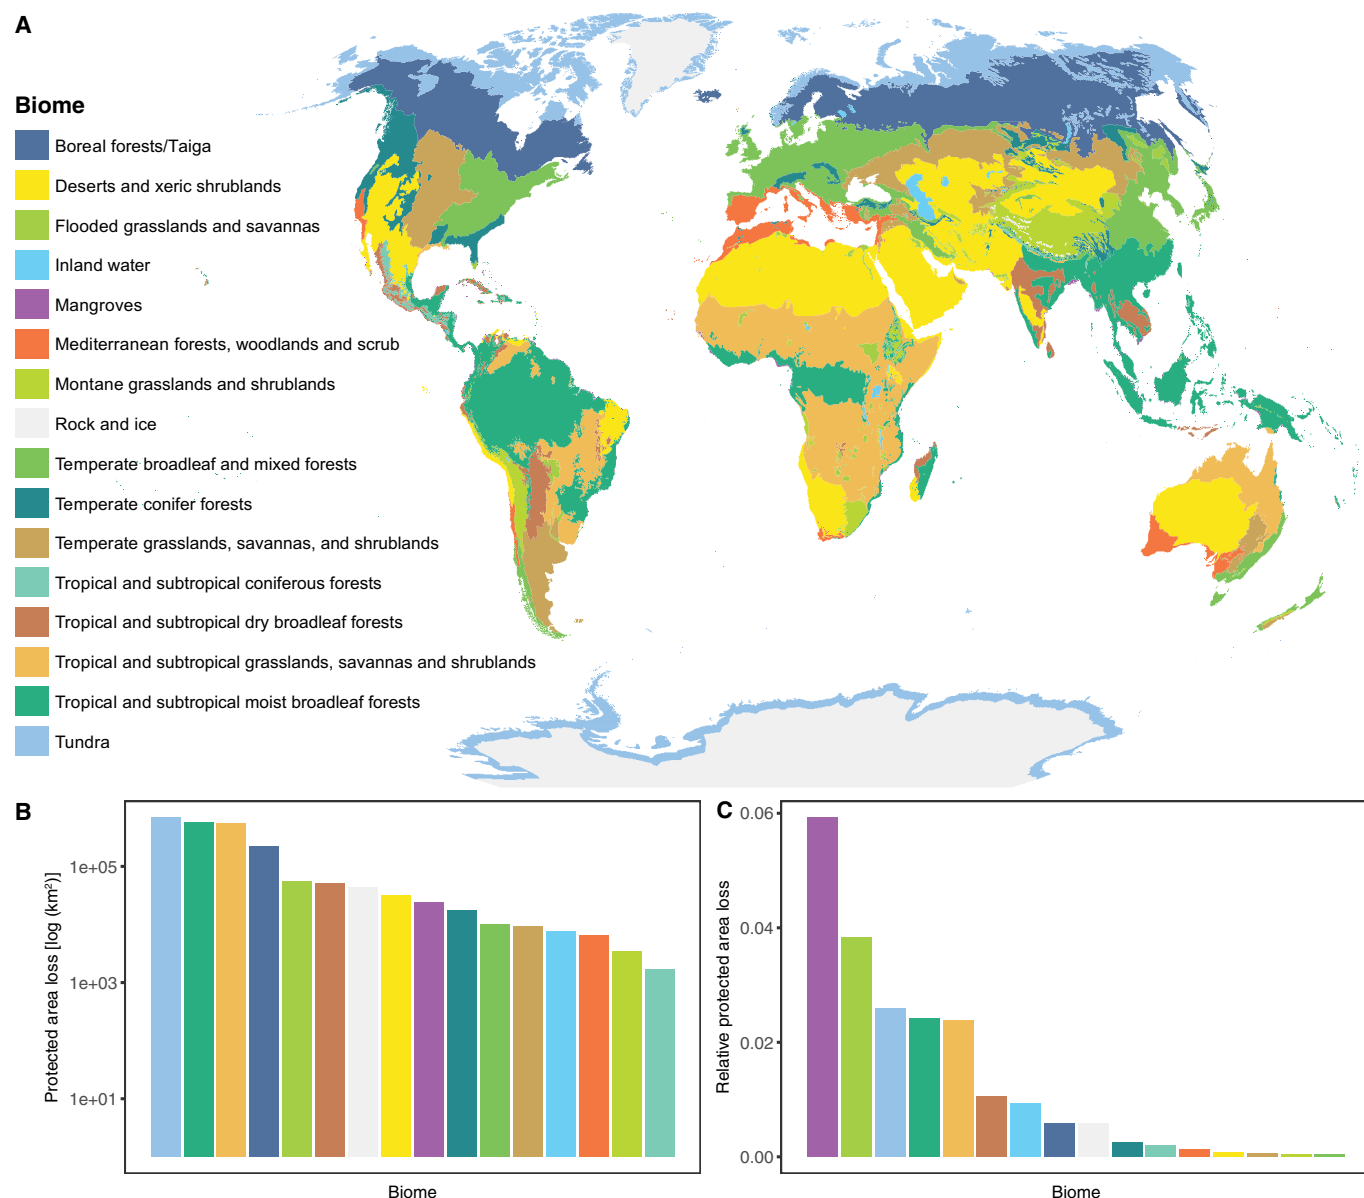 A
Biome
Boreal forests/Taiga
Deserts and xeric shrublands
Flooded grasslands and savannas
Inland water
Mangroves
Mediterranean forests, woodlands and scrub
Montane grasslands and shrublands
Rock and ice
Temperate broadleaf and mixed forests
Temperate conifer forests
Temperate grasslands, savannas, and shrublands
Tropical and subtropical coniferous forests
Tropical and subtropical dry broadleaf forests
Tropical and subtropical grasslands, savannas and shrublands
Tropical and subtropical moist broadleaf forests
Tundra
B
Protected area loss [log (km²)]
1e+05
1e+03
1e+01
Biome
C
Relative protected area loss
0.06
0.04
0.02
0.00
Biome